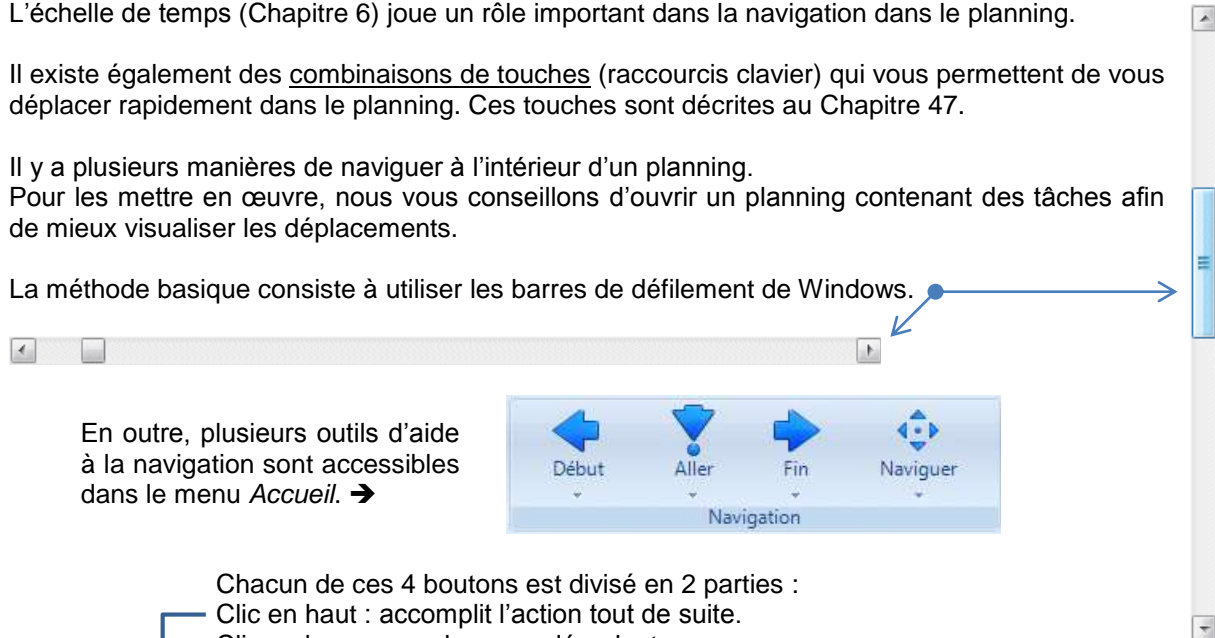 L’échelle de temps (Chapitre 6) joue un rôle important dans la navigation dans le planning.
Il existe également des combinaisons de touches (raccourcis clavier) qui vous permettent de vous
déplacer rapidement dans le planning. Ces touches sont décrites au Chapitre 47.
Il y a plusieurs manières de naviguer à l’intérieur d’un planning.
Pour les mettre en œuvre, nous vous conseillons d’ouvrir un planning contenant des tâches afin
de mieux visualiser les déplacements.
La méthode basique consiste à utiliser les barres de défilement de Windows.
En outre, plusieurs outils d’aide
à la navigation sont accessibles
dans le menu Accueil. ➔
Début Aller Fin Naviguer
Navigation
Chacun de ces 4 boutons est divisé en 2 parties :
Clic en haut : accomplit l’action tout de suite.